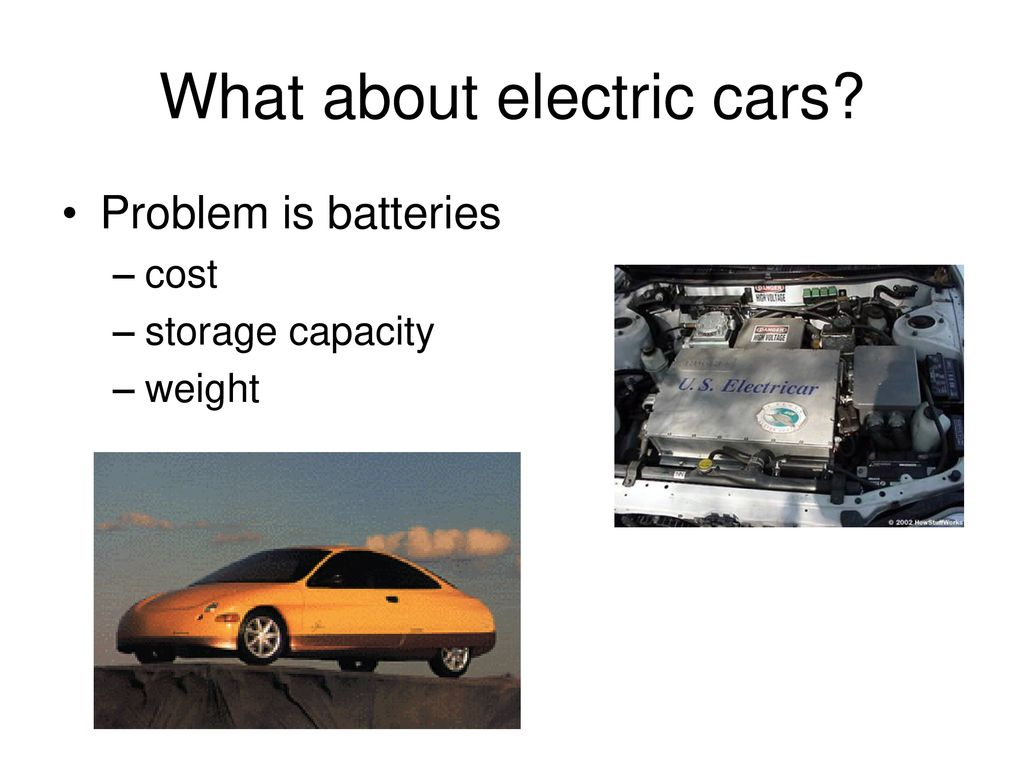 What about electric cars?
• Problem is batteries
– cost
– storage capacity
– weight
DANGER
HIGH VOLTAGE
DANGER
HIGH VOLTAGE
U.S. Electricar
© 2002 HowStuffWorks